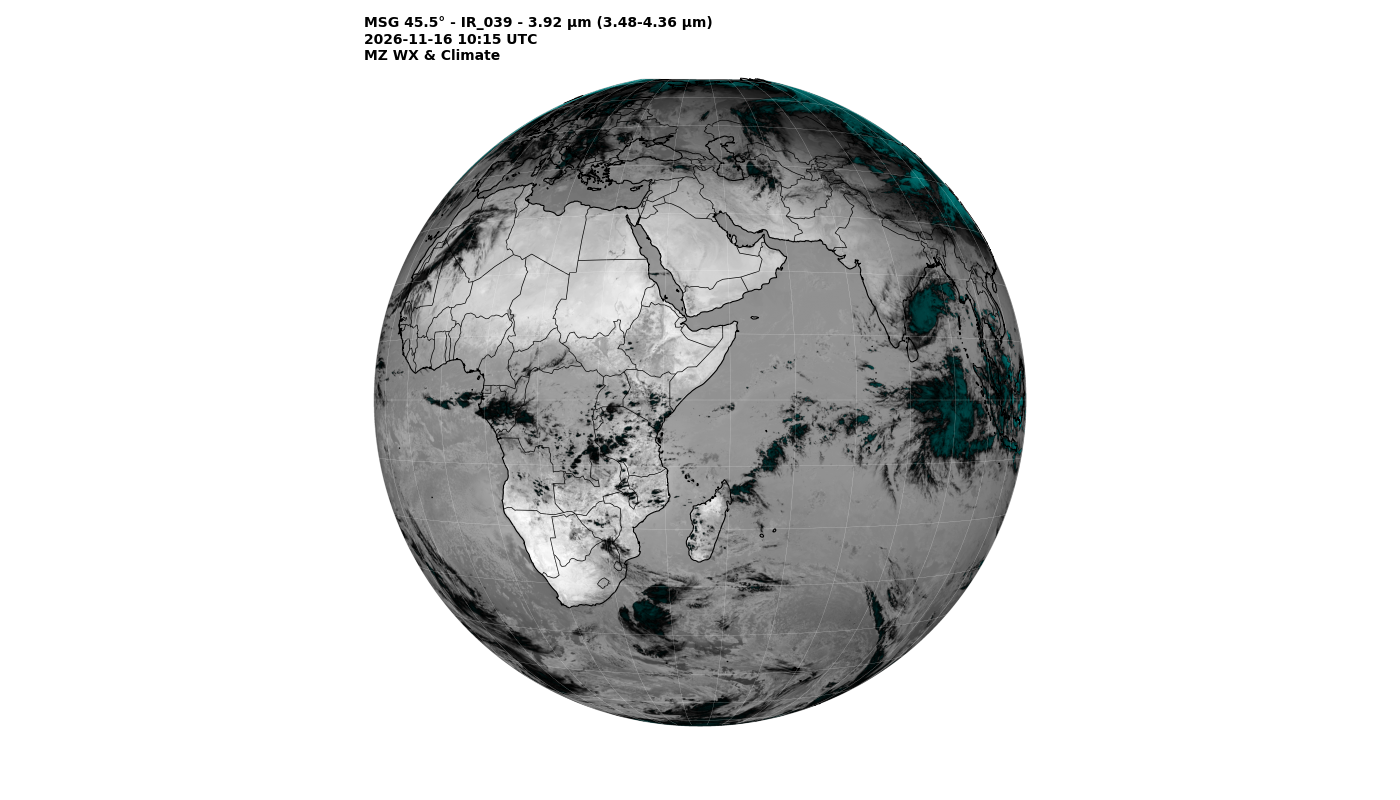 MSG 45.5° - IR_039 - 3.92 µm (3.48-4.36 µm)
2026-11-16 10:15 UTC
MZ WX & Climate